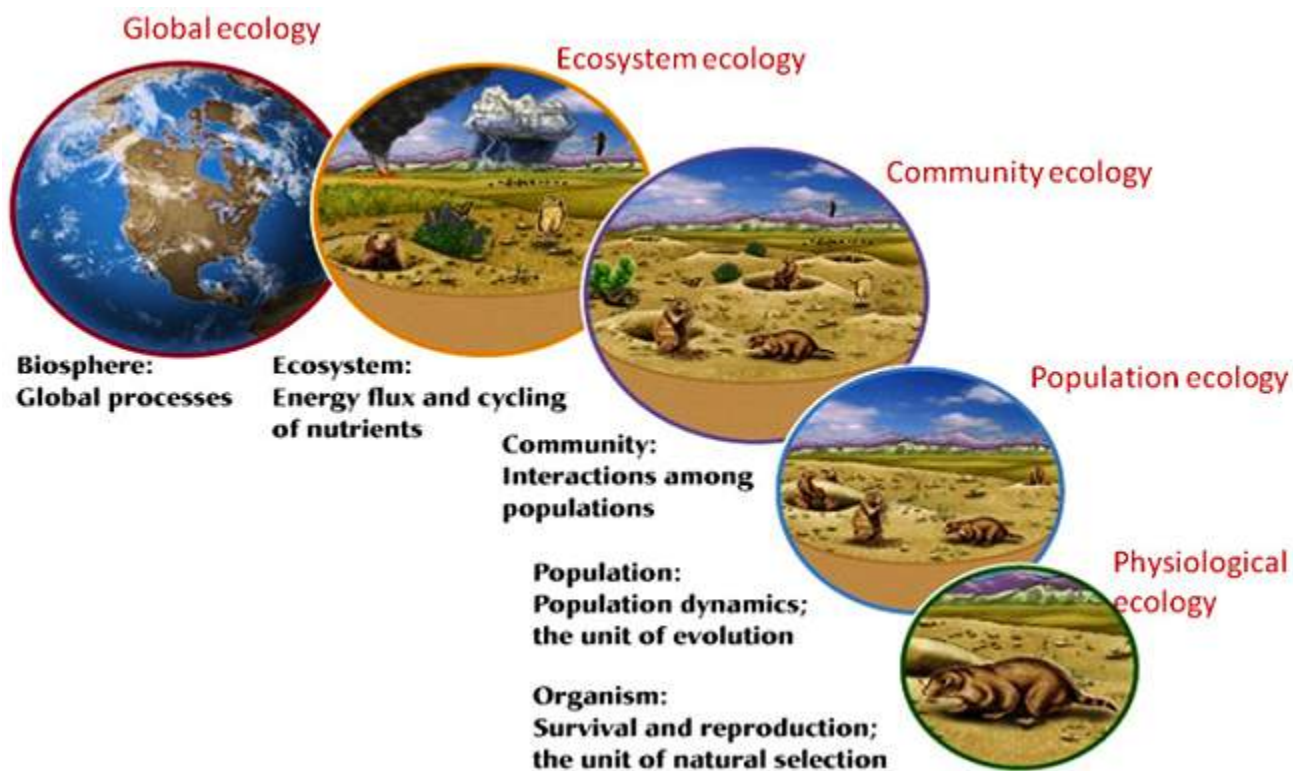 Global ecology
Ecosystem ecology
Community ecology
Biosphere:
Global processes
Ecosystem:
Energy flux and cycling
of nutrients
Population ecology
Community:
Interactions among
populations
Physiological
ecology
Population:
Population dynamics;
the unit of evolution
Organism:
Survival and reproduction;
the unit of natural selection